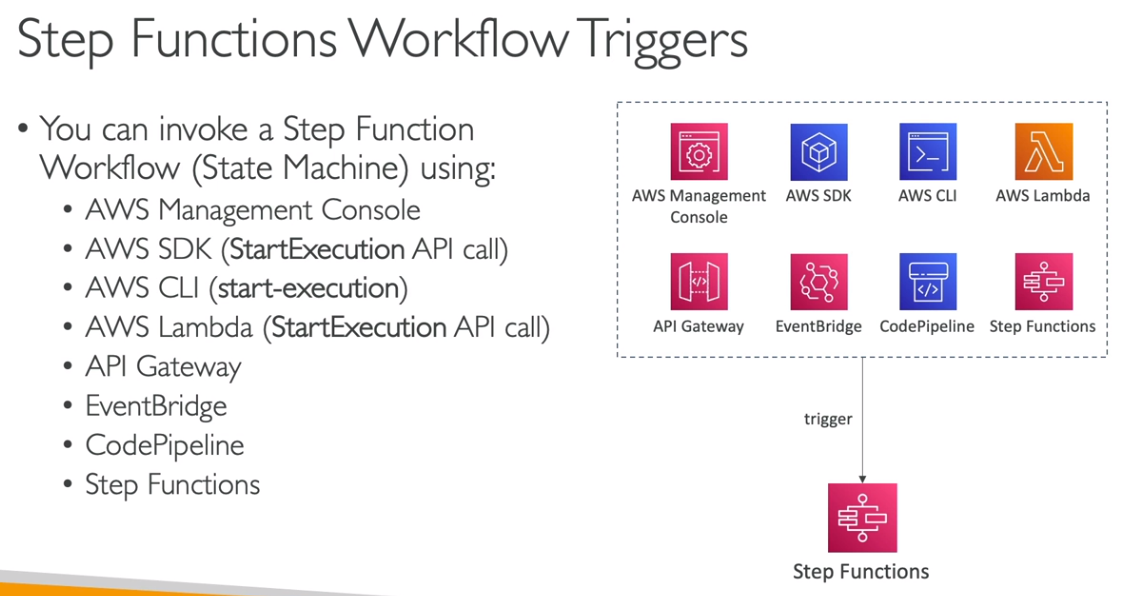 Step Functions Workflow Triggers
• You can invoke a Step Function
Workflow (State Machine) using:
• AWS Management Console
• AWS SDK (StartExecution API call)
• AWS CLI (start-execution)
• AWS Lambda (StartExecution API call)
• API Gateway
• EventBridge
• CodePipeline
• Step Functions
AWS Management
Console
AWS SDK
AWS CLI
AWS Lambda
API Gateway
EventBridge
CodePipeline
Step Functions
trigger
Step Functions